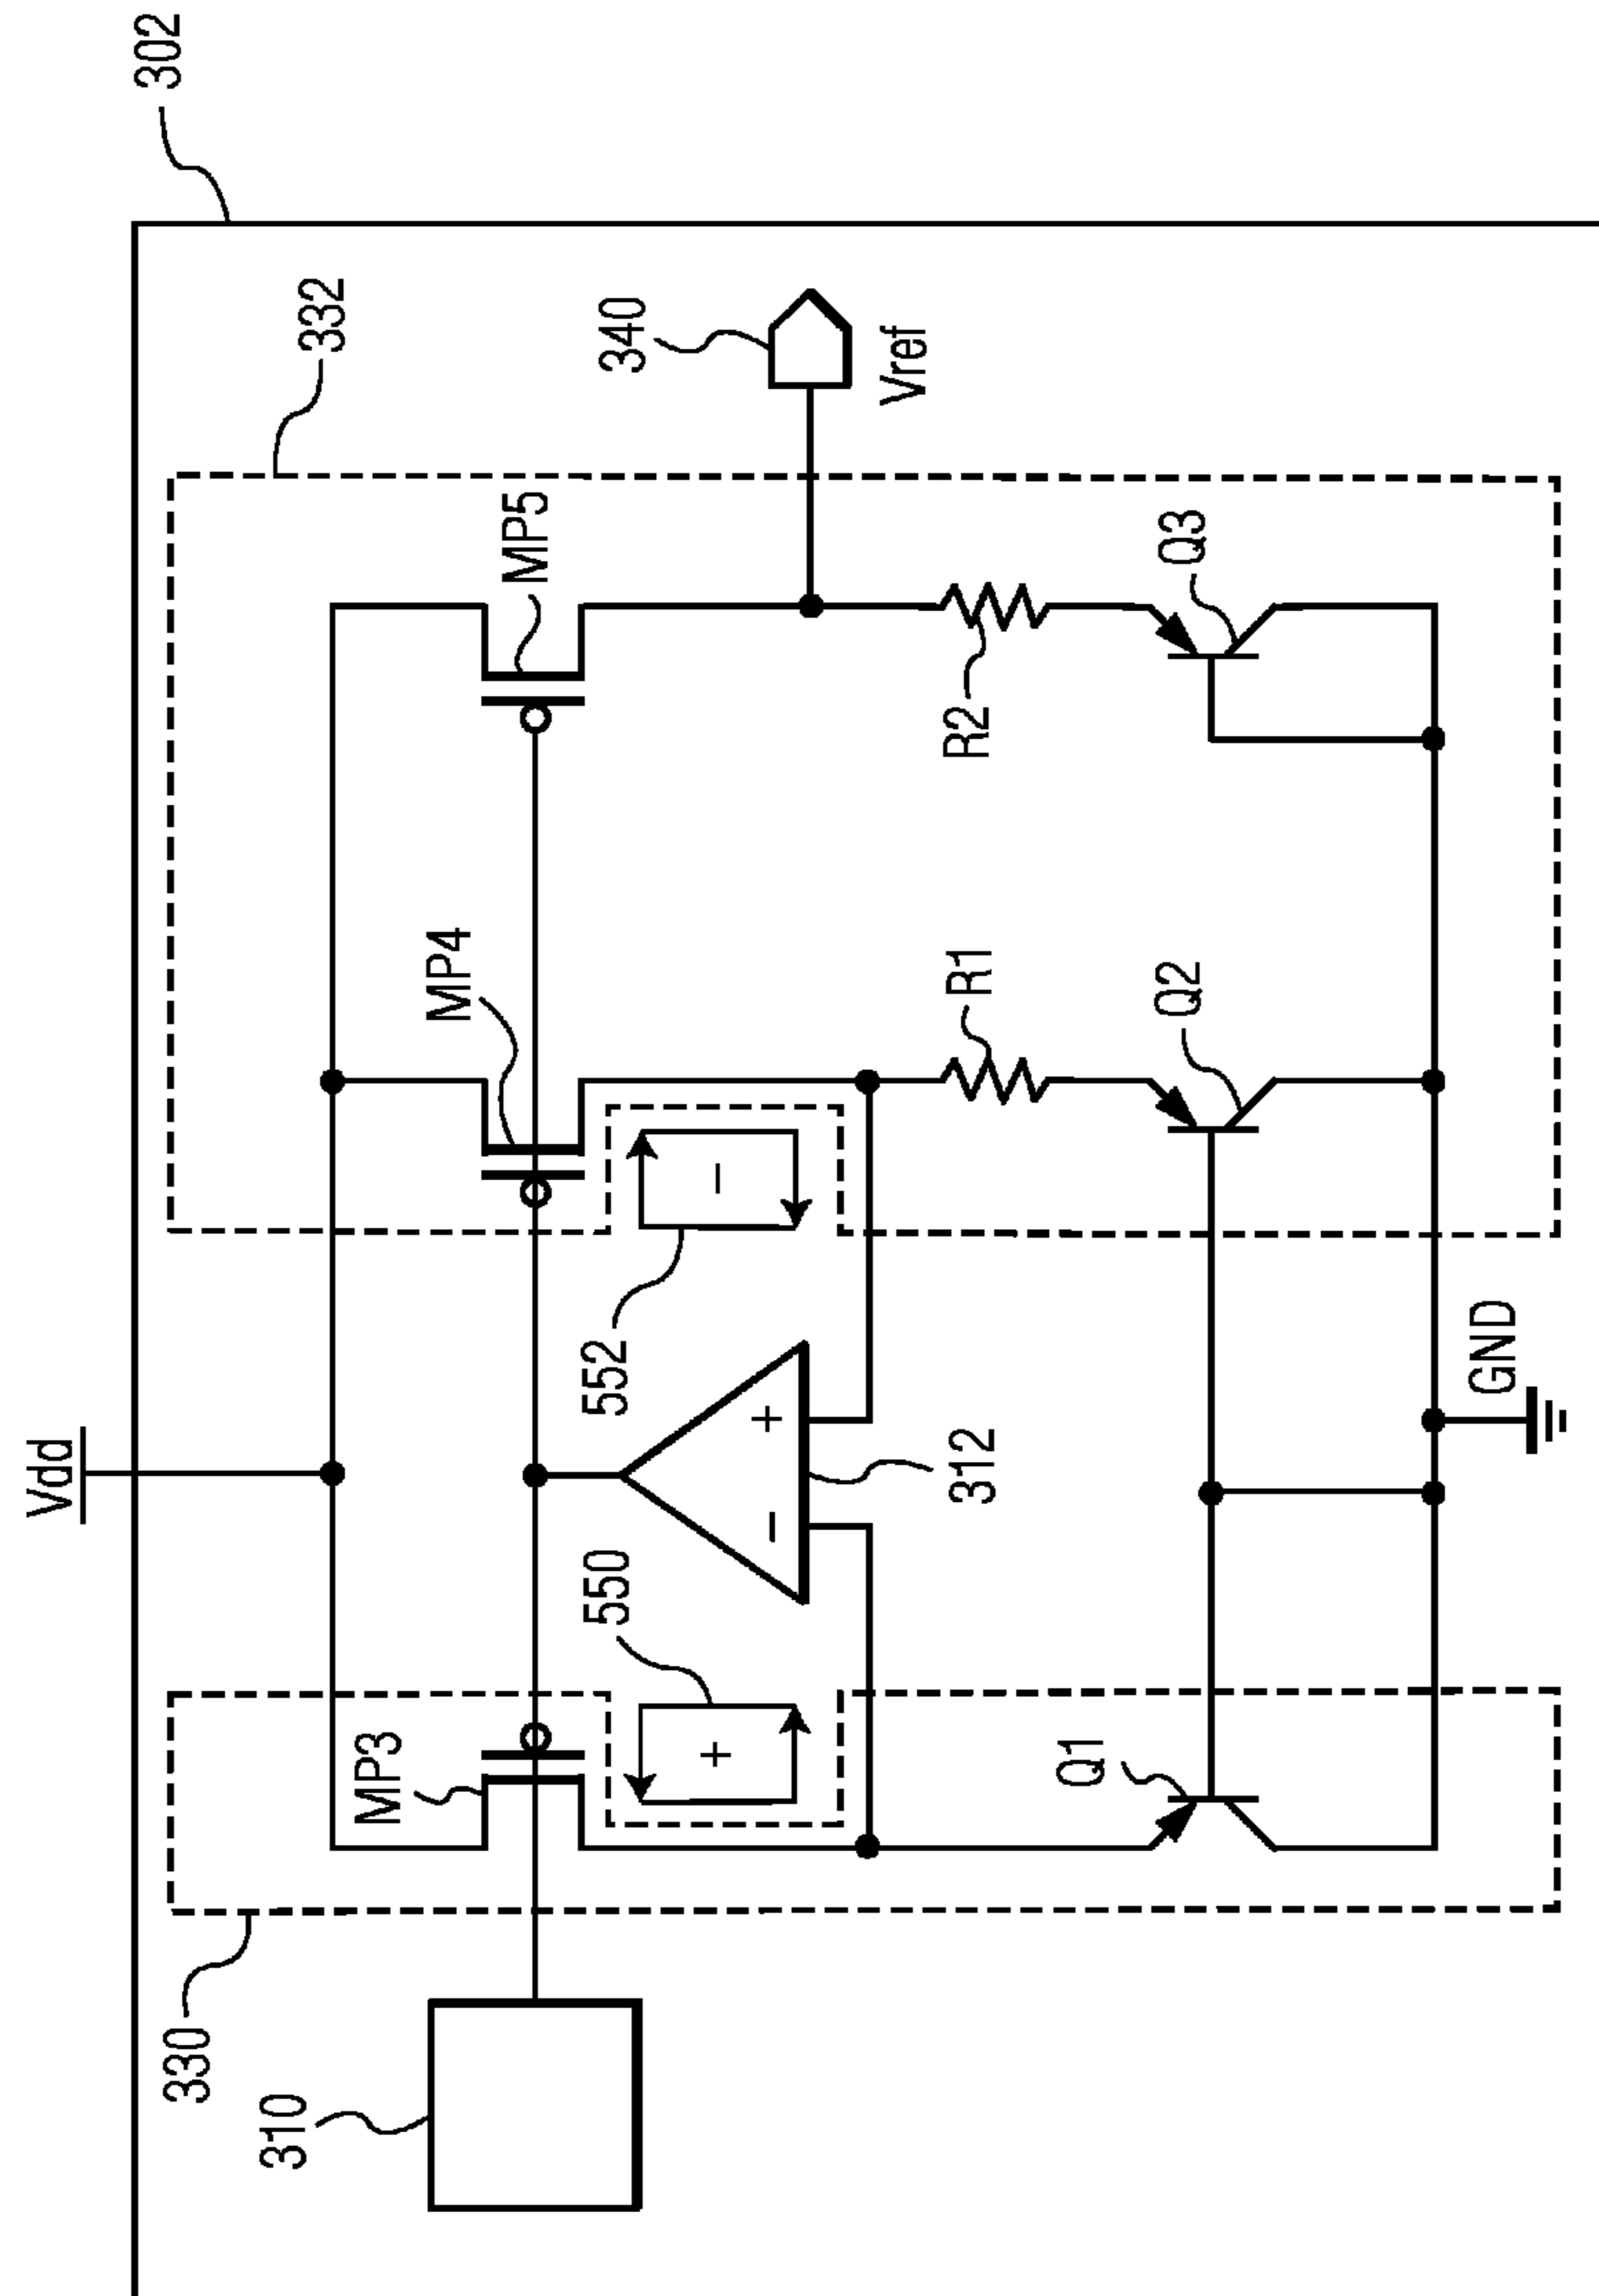 302
Vdd
332
340
Vref
MP5
MP4
MP3
330
310
550
552
+
−
+
−
312
R1
R2
Q1
Q2
Q3
GND